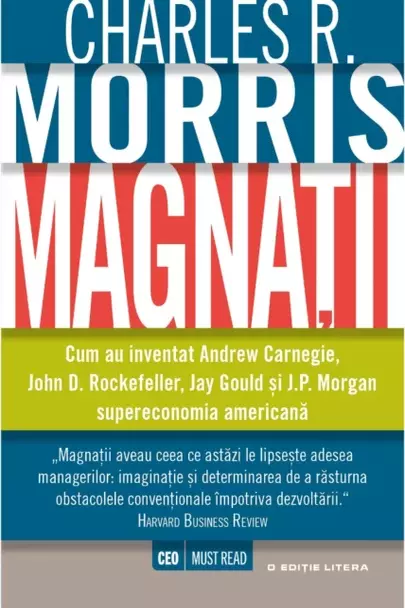 CHARLES R.
MORRIS
MAGNAȚII
Cum au inventat Andrew Carnegie,
John D. Rockefeller, Jay Gould și J.P. Morgan
supereconomia americană
„Magnații aveau ceea ce astăzi le lipsește adesea
managerilor: imaginație și determinarea de a răsturna
obstacolele convenționale împotriva dezvoltării.“
HARVARD BUSINESS REVIEW
CEO MUST READ
O EDIȚIE LITERA